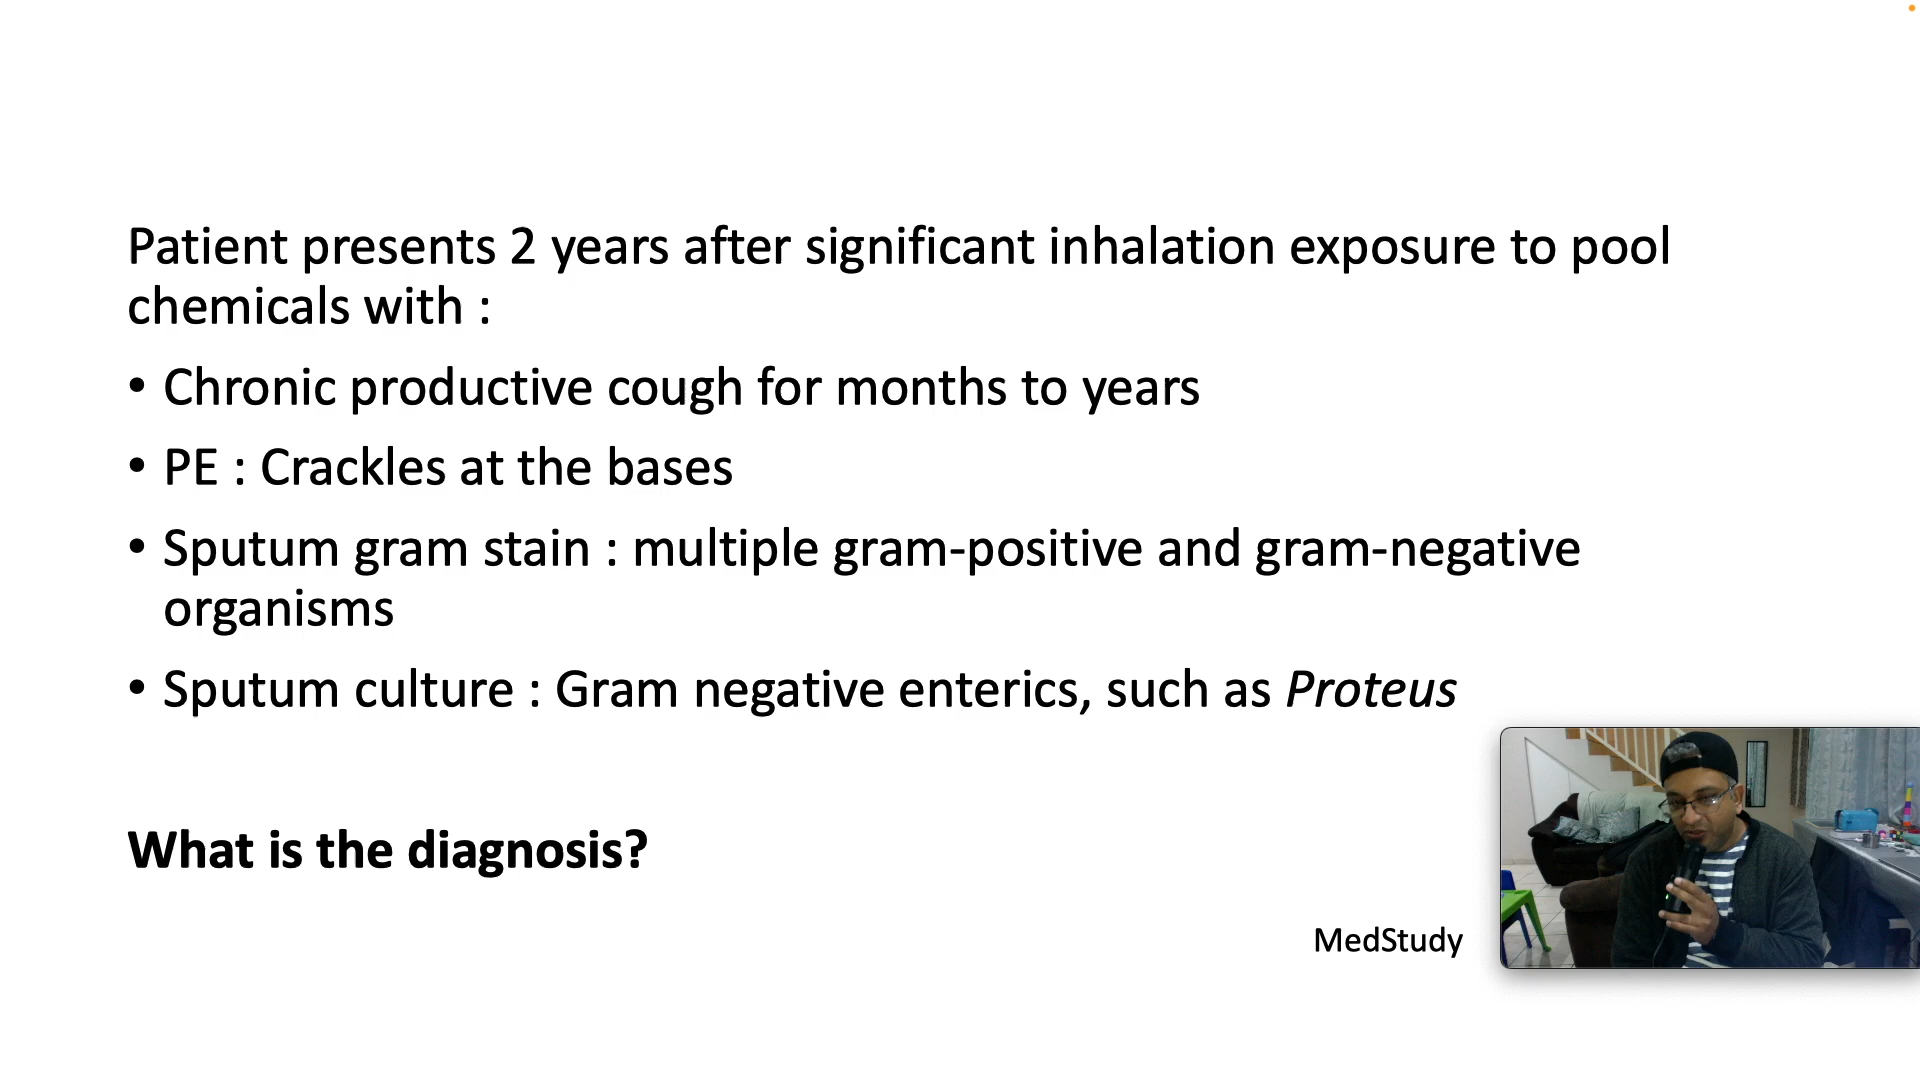 Patient presents 2 years after significant inhalation exposure to pool
chemicals with :
• Chronic productive cough for months to years
• PE : Crackles at the bases
• Sputum gram stain : multiple gram-positive and gram-negative
organisms
• Sputum culture : Gram negative enterics, such as Proteus
What is the diagnosis?
MedStudy